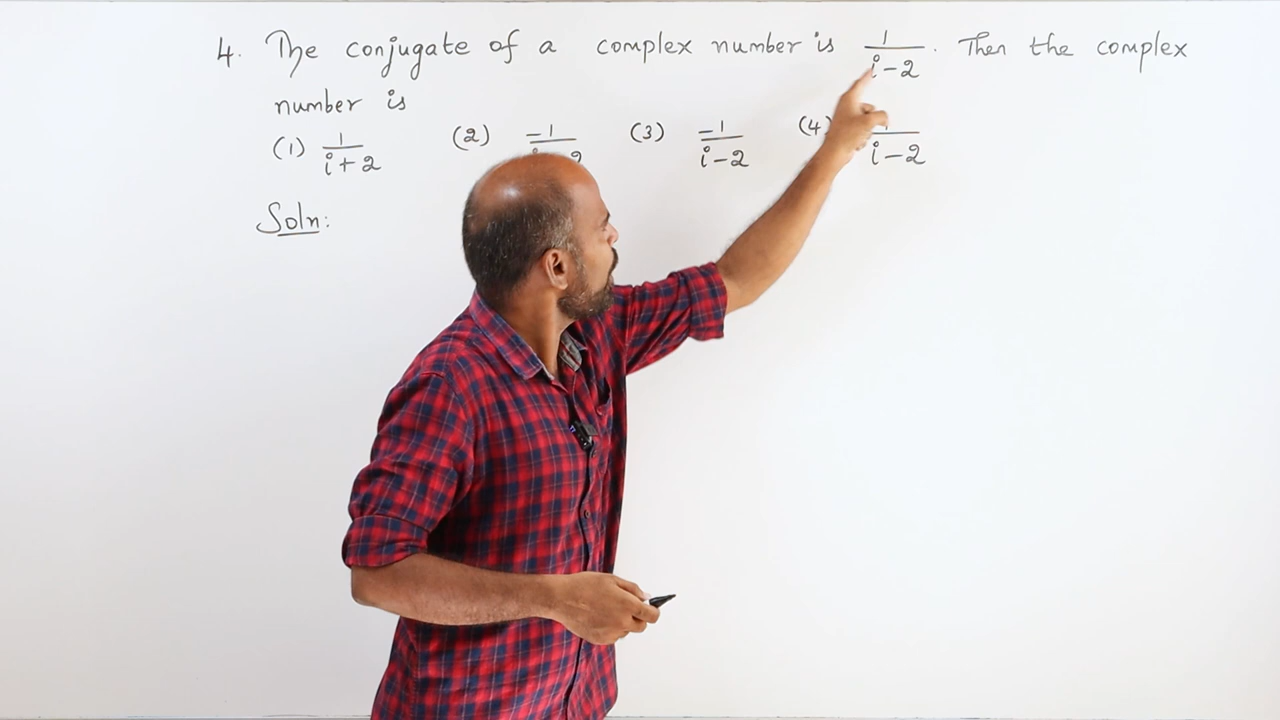 4. The conjugate of a complex number is 1/(i-2). Then the complex
number is
(1) 1/(i+2) (2) -1/ (3) -1/(i-2) (4) 1/(i-2)
Soln: